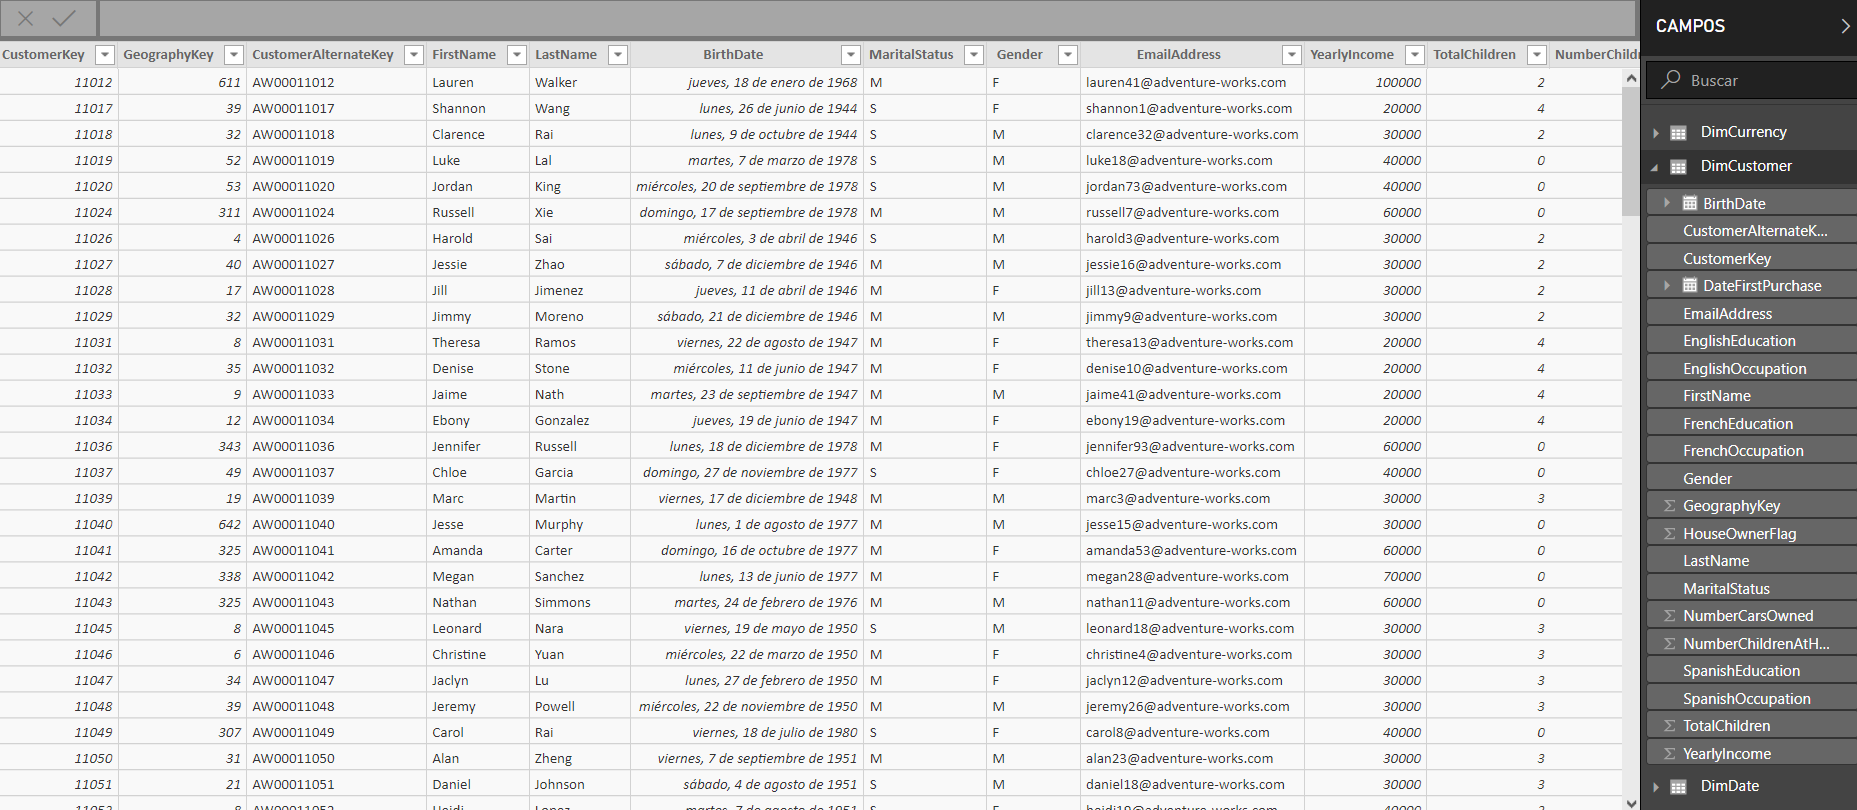 CustomerKey GeographyKey CustomerAlternateKey FirstName LastName BirthDate MaritalStatus Gender EmailAddress YearlyIncome TotalChildren NumberChildr
11012 611 AW00011012 Lauren Walker jueves, 18 de enero de 1968 M F lauren41@adventure-works.com 100000 2
11017 39 AW00011017 Shannon Wang lunes, 26 de junio de 1944 S F shannon1@adventure-works.com 20000 4
11018 32 AW00011018 Clarence Rai lunes, 9 de octubre de 1944 S M clarence32@adventure-works.com 30000 2
11019 52 AW00011019 Luke Lal martes, 7 de marzo de 1978 S M luke18@adventure-works.com 40000 0
11020 53 AW00011020 Jordan King miércoles, 20 de septiembre de 1978 S M jordan73@adventure-works.com 40000 0
11024 311 AW00011024 Russell Xie domingo, 17 de septiembre de 1978 M M russell7@adventure-works.com 60000 0
11026 4 AW00011026 Harold Sai miércoles, 3 de abril de 1946 S M harold3@adventure-works.com 30000 2
11027 40 AW00011027 Jessie Zhao sábado, 7 de diciembre de 1946 M M jessie16@adventure-works.com 30000 2
11028 17 AW00011028 Jill Jimenez jueves, 11 de abril de 1946 M F jill13@adventure-works.com 30000 2
11029 32 AW00011029 Jimmy Moreno sábado, 21 de diciembre de 1946 M M jimmy9@adventure-works.com 30000 2
11031 8 AW00011031 Theresa Ramos viernes, 22 de agosto de 1947 M F theresa13@adventure-works.com 20000 4
11032 35 AW00011032 Denise Stone miércoles, 11 de junio de 1947 M F denise10@adventure-works.com 20000 4
11033 9 AW00011033 Jaime Nath martes, 23 de septiembre de 1947 M M jaime41@adventure-works.com 20000 4
11034 12 AW00011034 Ebony Gonzalez jueves, 19 de junio de 1947 M F ebony19@adventure-works.com 20000 4
11036 343 AW00011036 Jennifer Russell lunes, 18 de diciembre de 1978 M F jennifer93@adventure-works.com 60000 0
11037 49 AW00011037 Chloe Garcia domingo, 27 de noviembre de 1977 S F chloe27@adventure-works.com 40000 0
11039 19 AW00011039 Marc Martin viernes, 17 de diciembre de 1948 M M marc3@adventure-works.com 30000 3
11040 642 AW00011040 Jesse Murphy lunes, 1 de agosto de 1977 M M jesse15@adventure-works.com 30000 0
11041 325 AW00011041 Amanda Carter domingo, 16 de octubre de 1977 M F amanda53@adventure-works.com 60000 0
11042 338 AW00011042 Megan Sanchez lunes, 13 de junio de 1977 M F megan28@adventure-works.com 70000 0
11043 325 AW00011043 Nathan Simmons martes, 24 de febrero de 1976 M M nathan11@adventure-works.com 60000 0
11045 8 AW00011045 Leonard Nara viernes, 19 de mayo de 1950 S M leonard18@adventure-works.com 30000 3
11046 6 AW00011046 Christine Yuan miércoles, 22 de marzo de 1950 M F christine4@adventure-works.com 30000 3
11047 34 AW00011047 Jaclyn Lu lunes, 27 de febrero de 1950 M F jaclyn12@adventure-works.com 30000 3
11048 39 AW00011048 Jeremy Powell miércoles, 22 de noviembre de 1950 M M jeremy26@adventure-works.com 30000 3
11049 307 AW00011049 Carol Rai viernes, 18 de julio de 1980 S F carol8@adventure-works.com 40000 0
11050 31 AW00011050 Alan Zheng viernes, 7 de septiembre de 1951 M M alan23@adventure-works.com 30000 3
11051 21 AW00011051 Daniel Johnson sábado, 4 de agosto de 1951 S M daniel18@adventure-works.com 30000 3
CAMPOS
Buscar
DimCurrency
DimCustomer
BirthDate
CustomerAlternateK...
CustomerKey
DateFirstPurchase
EmailAddress
EnglishEducation
EnglishOccupation
FirstName
FrenchEducation
FrenchOccupation
Gender
Σ GeographyKey
Σ HouseOwnerFlag
LastName
MaritalStatus
Σ NumberCarsOwned
Σ NumberChildrenAtH...
SpanishEducation
SpanishOccupation
Σ TotalChildren
Σ YearlyIncome
DimDate